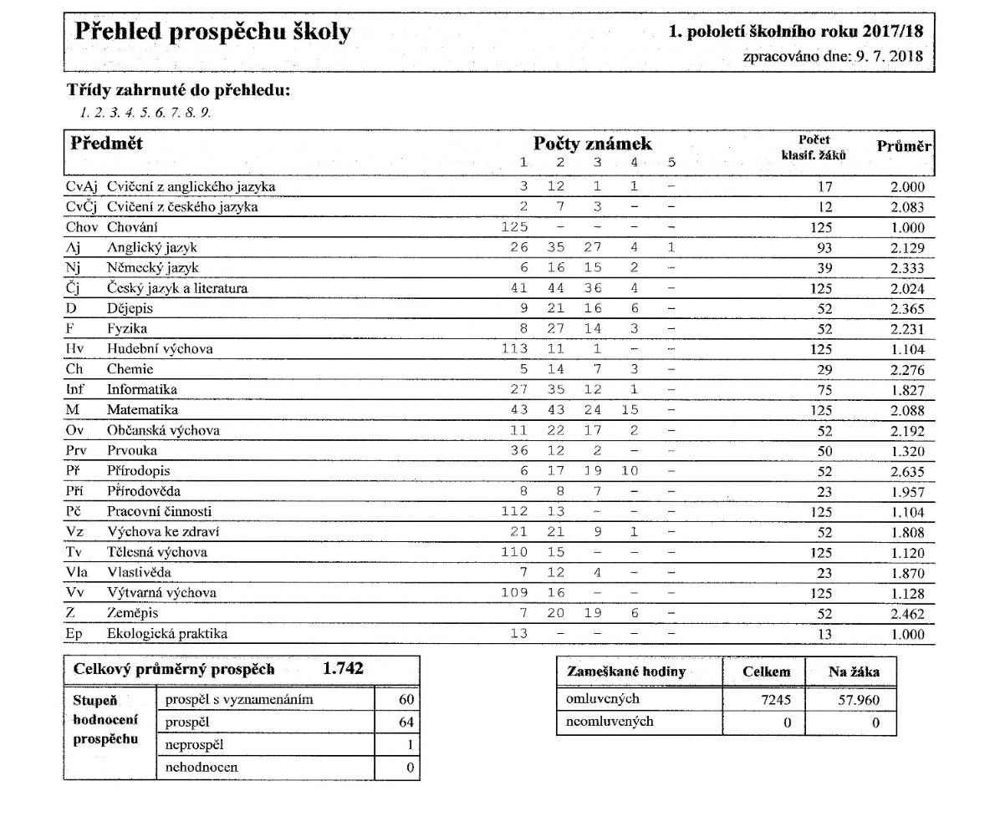 Přehled prospěchu školy 1. pololetí školního roku 2017/18
zpracováno dne: 9. 7. 2018
Třídy zahrnuté do přehledu:
1. 2. 3. 4. 5. 6. 7. 8. 9.
Předmět Počty známek Počet klasif. žáků Průměr
1 2 3 4 5
CvAj Cvičení z anglického jazyka 3 12 1 1 – 17 2.000
CvČj Cvičení z českého jazyka 2 7 3 – – 12 2.083
Chov Chování 125 – – – – 125 1.000
Aj Anglický jazyk 26 35 27 4 1 93 2.129
Nj Německý jazyk 6 16 15 2 – 39 2.333
Čj Český jazyk a literatura 41 44 36 4 – 125 2.024
D Dějepis 9 21 16 6 – 52 2.365
F Fyzika 8 27 14 3 – 52 2.231
Hv Hudební výchova 113 11 1 – – 125 1.104
Ch Chemie 5 14 7 3 – 29 2.276
Inf Informatika 27 35 12 1 – 75 1.827
M Matematika 43 43 24 15 – 125 2.088
Ov Občanská výchova 11 22 17 2 – 52 2.192
Prv Prvouka 36 12 2 – – 50 1.320
Př Přírodopis 6 17 19 10 – 52 2.635
Pří Přírodověda 8 8 7 – – 23 1.957
Pč Pracovní činnosti 112 13 – – – 125 1.104
Vz Výchova ke zdraví 21 21 9 1 – 52 1.808
Tv Tělesná výchova 110 15 – – – 125 1.120
Vla Vlastivěda 7 12 4 – – 23 1.870
Vv Výtvarná výchova 109 16 – – – 125 1.128
Z Zeměpis 7 20 19 6 – 52 2.462
Ep Ekologická praktika 13 – – – – 13 1.000
Celkový průměrný prospěch 1.742
Stupeň hodnocení prospěchu
prospěl s vyznamenáním 60
prospěl 64
neprospěl 1
nehodnocen 0
Zameškané hodiny Celkem Na žáka
omluvených 7245 57.960
neomluvených 0 0